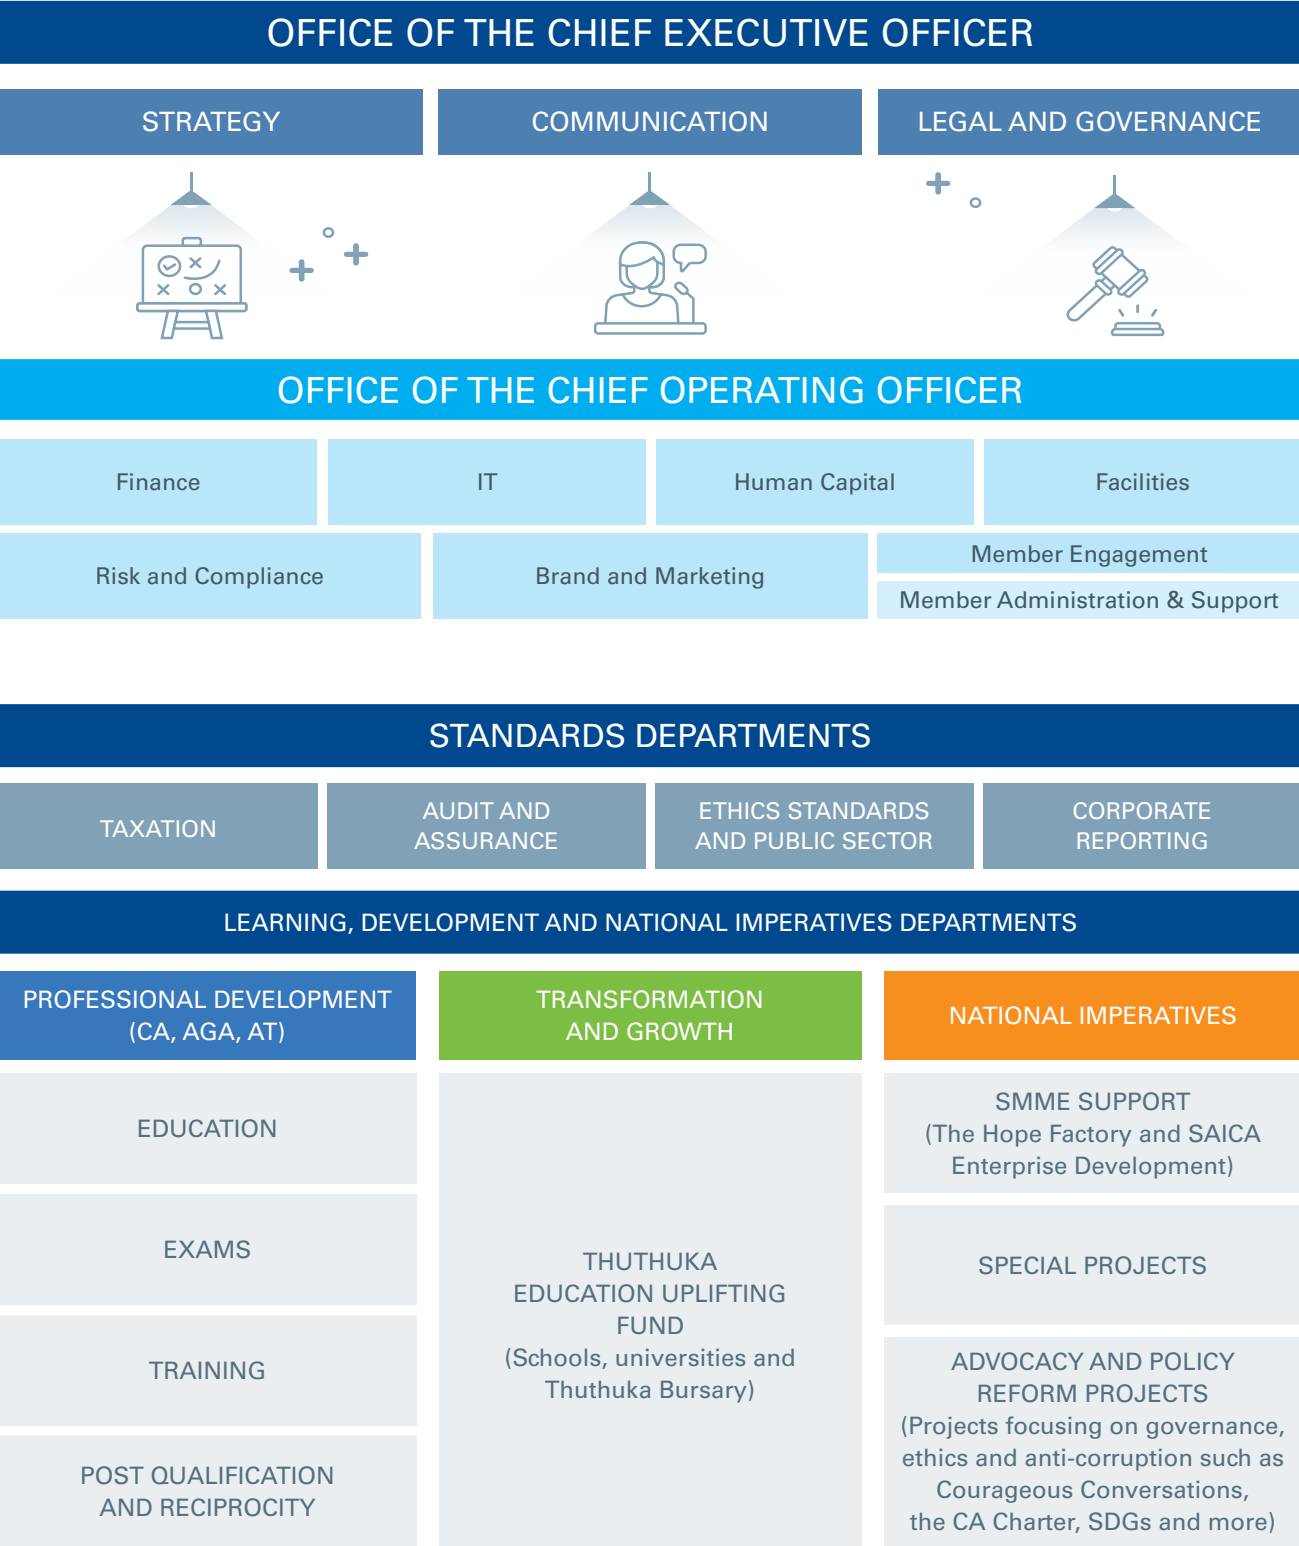 OFFICE OF THE CHIEF EXECUTIVE OFFICER
STRATEGY
COMMUNICATION
LEGAL AND GOVERNANCE
OFFICE OF THE CHIEF OPERATING OFFICER
Finance
IT
Human Capital
Facilities
Risk and Compliance
Brand and Marketing
Member Engagement
Member Administration & Support
STANDARDS DEPARTMENTS
TAXATION
AUDIT AND
ASSURANCE
ETHICS STANDARDS
AND PUBLIC SECTOR
CORPORATE
REPORTING
LEARNING, DEVELOPMENT AND NATIONAL IMPERATIVES DEPARTMENTS
PROFESSIONAL DEVELOPMENT
(CA, AGA, AT)
EDUCATION
EXAMS
TRAINING
POST QUALIFICATION
AND RECIPROCITY
TRANSFORMATION
AND GROWTH
THUTHUKA
EDUCATION UPLIFTING
FUND
(Schools, universities and
Thuthuka Bursary)
NATIONAL IMPERATIVES
SMME SUPPORT
(The Hope Factory and SAICA
Enterprise Development)
SPECIAL PROJECTS
ADVOCACY AND POLICY
REFORM PROJECTS
(Projects focusing on governance,
ethics and anti-corruption such as
Courageous Conversations,
the CA Charter, SDGs and more)